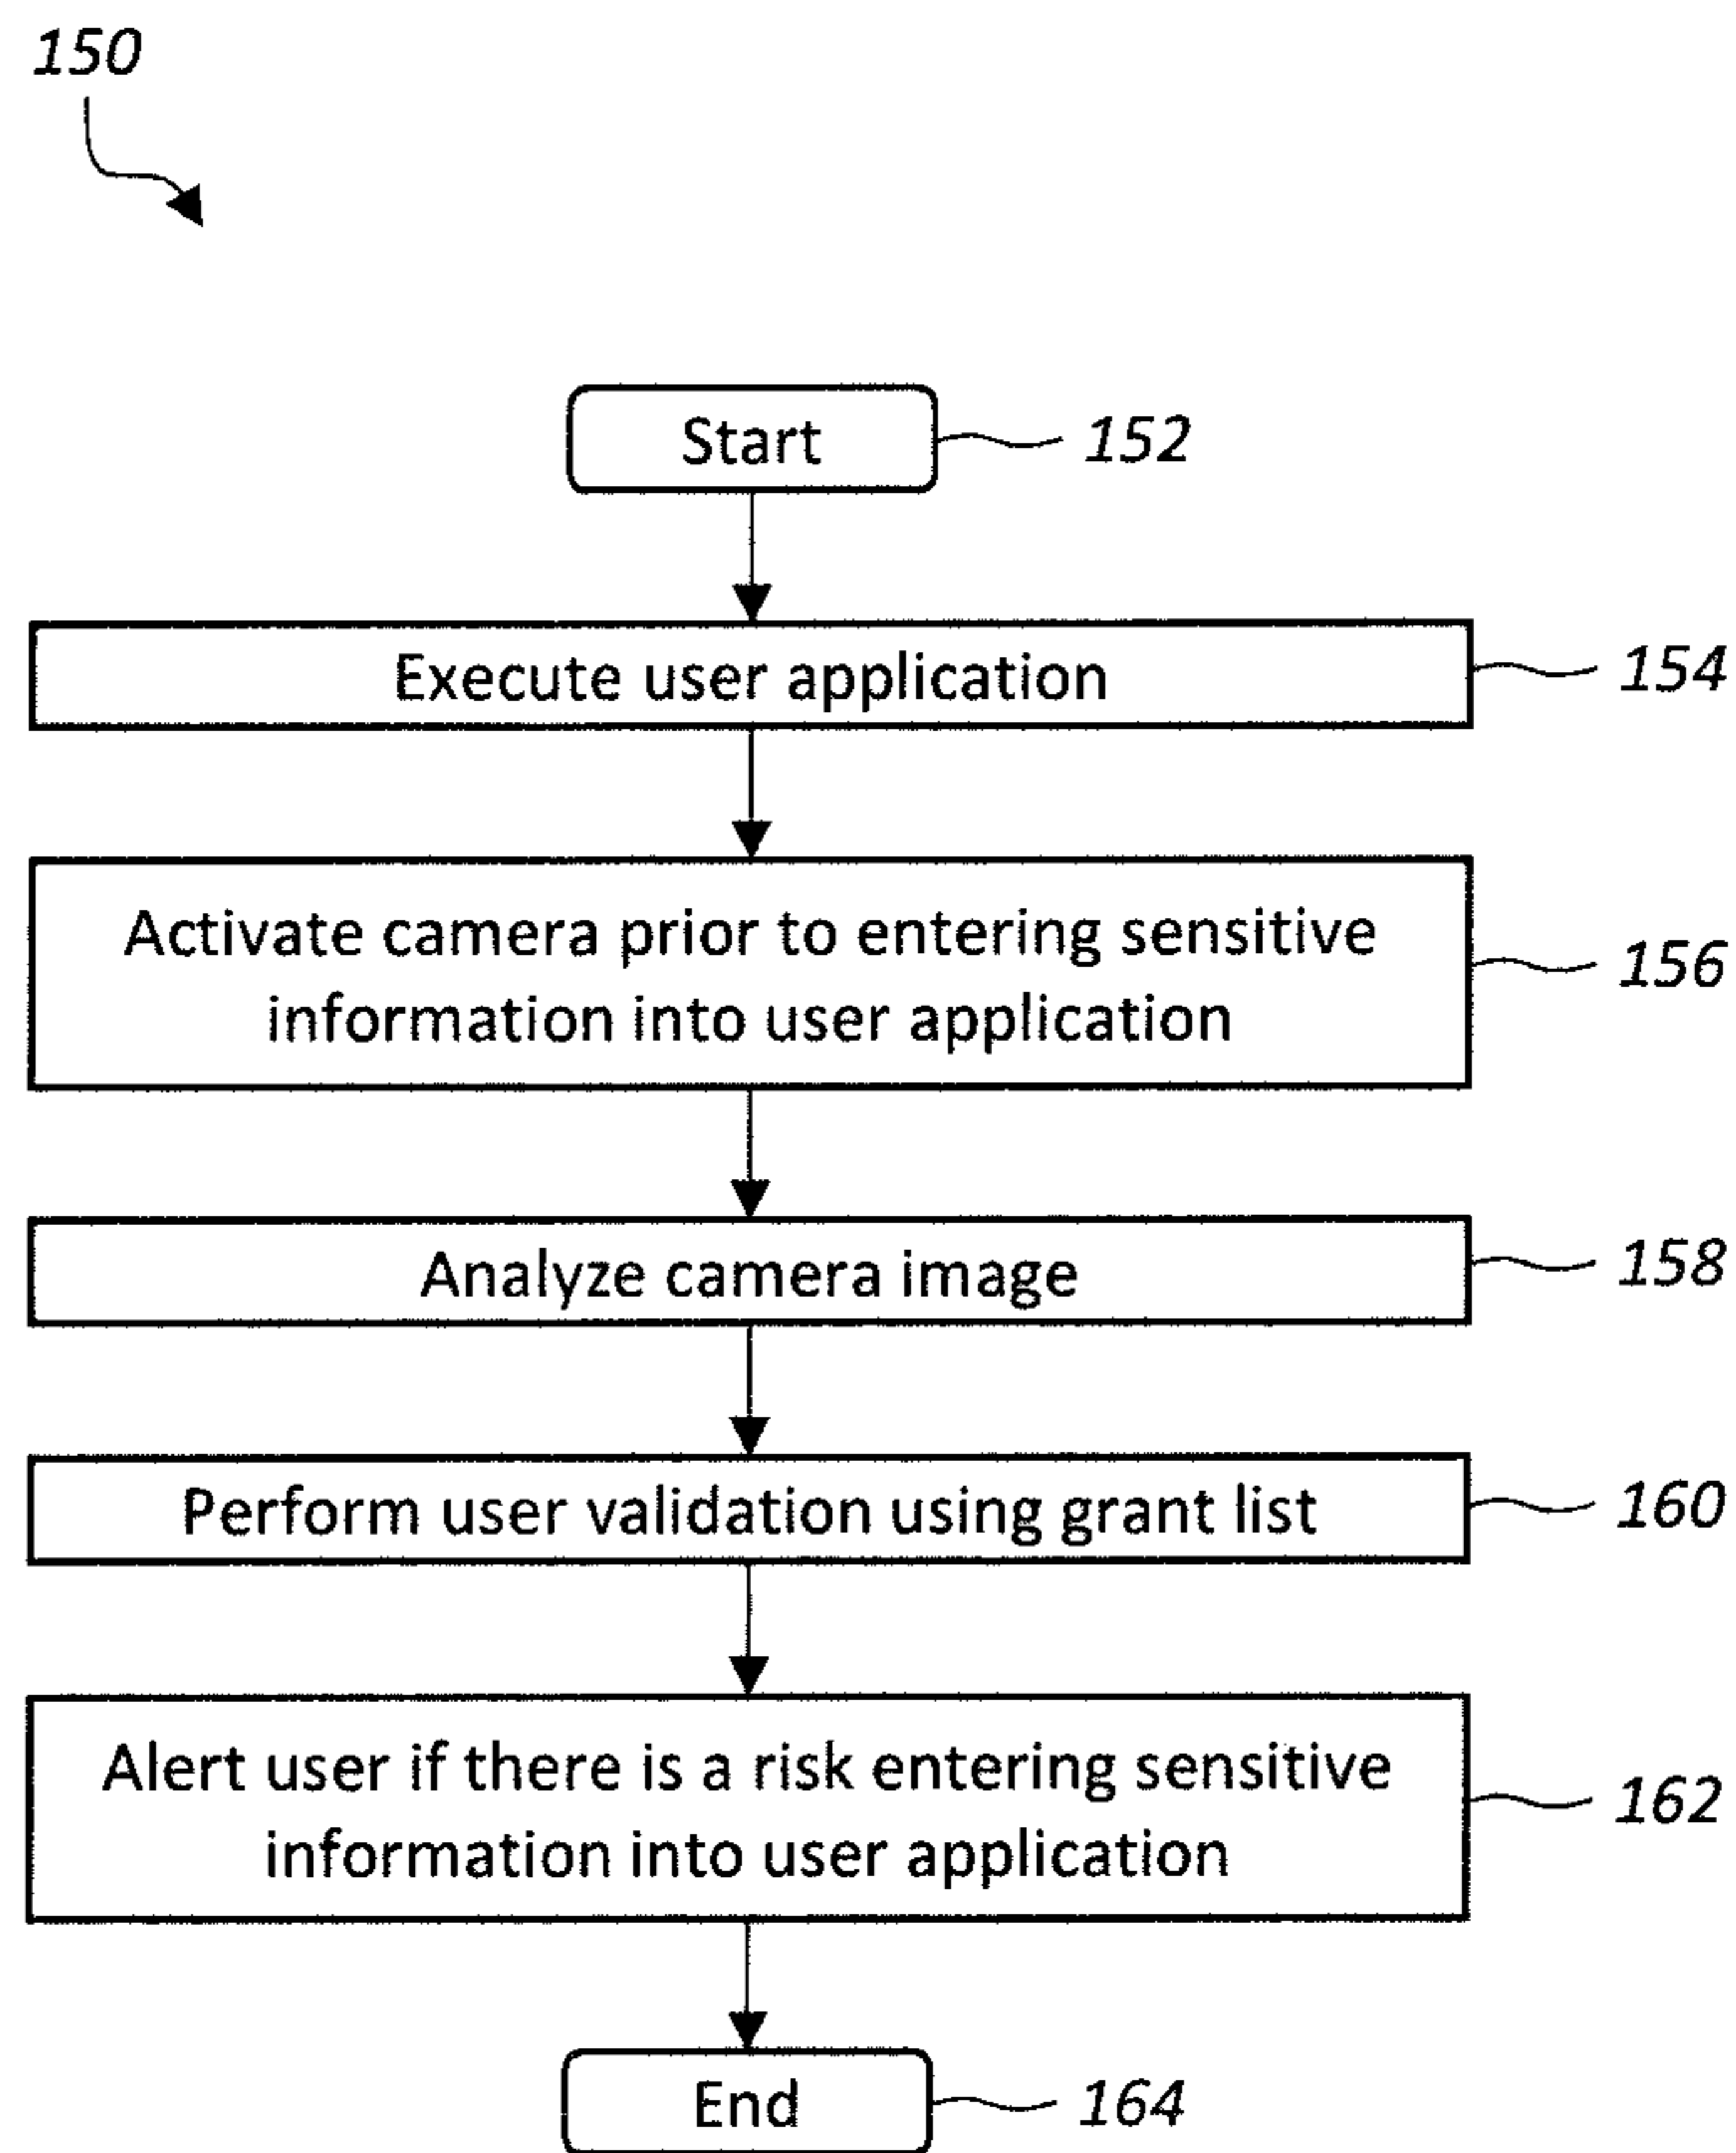 150
Start
152
Execute user application
154
Activate camera prior to entering sensitive
information into user application
156
Analyze camera image
158
Perform user validation using grant list
160
Alert user if there is a risk entering sensitive
information into user application
162
End
164